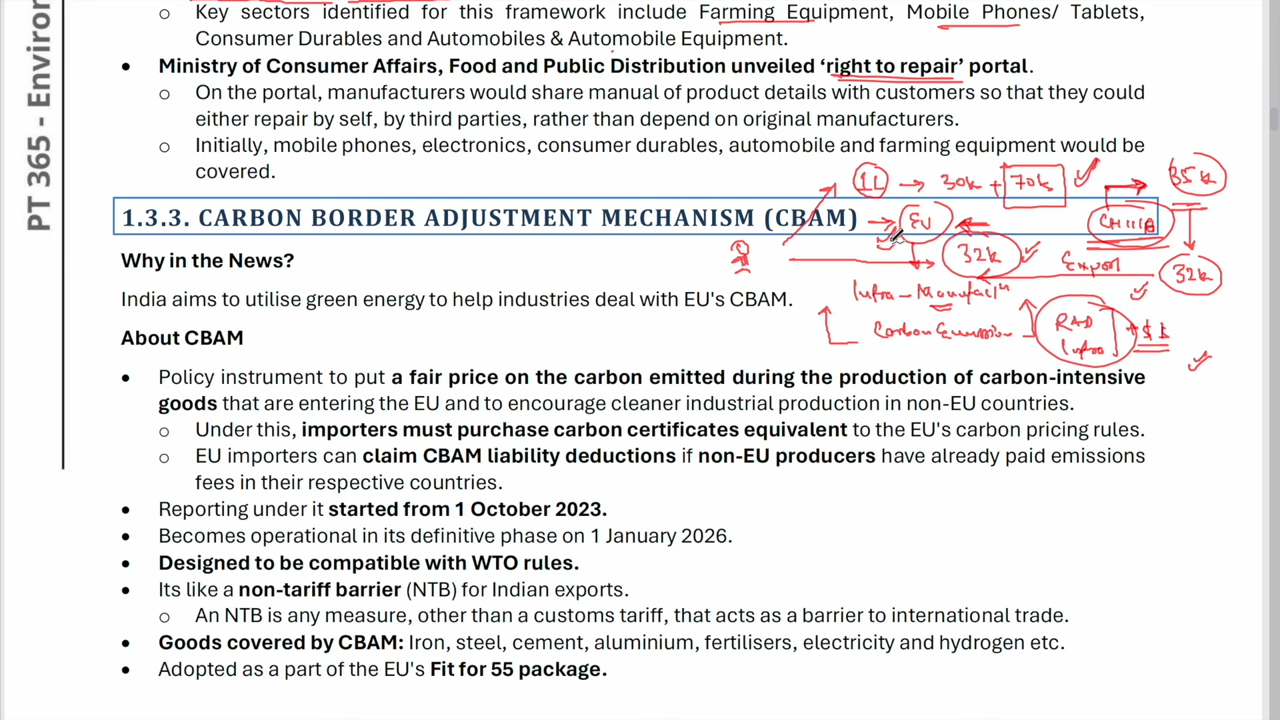 PT 365 - Environ
o Key sectors identified for this framework include Farming Equipment, Mobile Phones/ Tablets,
Consumer Durables and Automobiles & Automobile Equipment.
• Ministry of Consumer Affairs, Food and Public Distribution unveiled ‘right to repair’ portal.
o On the portal, manufacturers would share manual of product details with customers so that they could
either repair by self, by third parties, rather than depend on original manufacturers.
o Initially, mobile phones, electronics, consumer durables, automobile and farming equipment would be
covered.
1L → 30k + 70k ✓ → 35k
1.3.3. CARBON BORDER ADJUSTMENT MECHANISM (CBAM) → EU ← CHINA
Why in the News?
32k ✓ Export 32k
India aims to utilise green energy to help industries deal with EU's CBAM.
Infra - Manufactn
Carbon Emission
R&D
Infra
+ $ ₤
About CBAM
• Policy instrument to put a fair price on the carbon emitted during the production of carbon-intensive
goods that are entering the EU and to encourage cleaner industrial production in non-EU countries.
o Under this, importers must purchase carbon certificates equivalent to the EU's carbon pricing rules.
o EU importers can claim CBAM liability deductions if non-EU producers have already paid emissions
fees in their respective countries.
• Reporting under it started from 1 October 2023.
• Becomes operational in its definitive phase on 1 January 2026.
• Designed to be compatible with WTO rules.
• Its like a non-tariff barrier (NTB) for Indian exports.
o An NTB is any measure, other than a customs tariff, that acts as a barrier to international trade.
• Goods covered by CBAM: Iron, steel, cement, aluminium, fertilisers, electricity and hydrogen etc.
• Adopted as a part of the EU's Fit for 55 package.